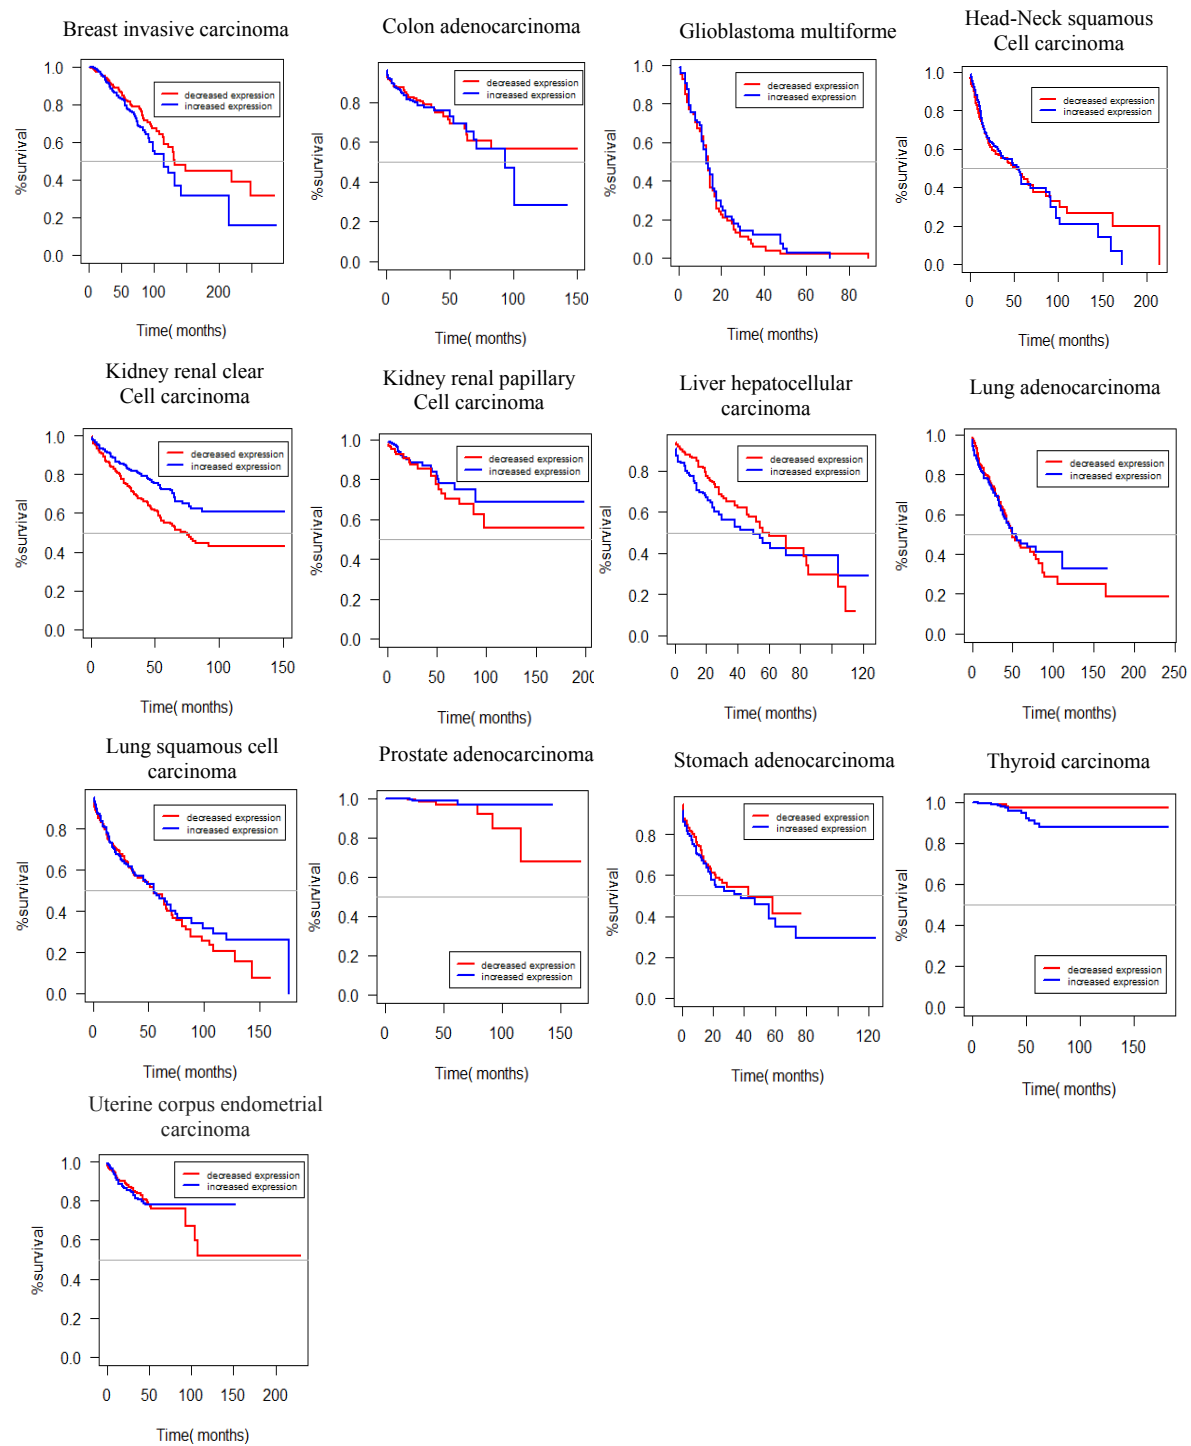 Breast invasive carcinoma
%survival
1.0
0.8
0.6
0.4
0.2
0.0
decreased expression
increased expression
0 50 100 200
Time( months)
Colon adenocarcinoma
%survival
0.8
0.6
0.4
0.2
0.0
decreased expression
increased expression
0 50 100 150
Time( months)
Glioblastoma multiforme
%survival
1.0
0.8
0.6
0.4
0.2
0.0
decreased expression
increased expression
0 20 40 60 80
Time( months)
Head-Neck squamous
Cell carcinoma
%survival
1.0
0.8
0.6
0.4
0.2
0.0
decreased expression
increased expression
0 50 100 150 200
Time( months)
Kidney renal clear
Cell carcinoma
%survival
1.0
0.8
0.6
0.4
0.2
0.0
decreased expression
increased expression
0 50 100 150
Time( months)
Kidney renal papillary
Cell carcinoma
%survival
1.0
0.8
0.6
0.4
0.2
0.0
decreased expression
increased expression
0 50 100 150 200
Time( months)
Liver hepatocellular
carcinoma
%survival
0.8
0.6
0.4
0.2
0.0
decreased expression
increased expression
0 20 40 60 80 120
Time( months)
Lung adenocarcinoma
%survival
1.0
0.8
0.6
0.4
0.2
0.0
decreased expression
increased expression
0 50 100 150 200 250
Time( months)
Lung squamous cell
carcinoma
%survival
0.8
0.6
0.4
0.2
0.0
decreased expression
increased expression
0 50 100 150
Time( months)
Prostate adenocarcinoma
%survival
1.0
0.8
0.6
0.4
0.2
0.0
decreased expression
increased expression
0 50 100 150
Time( months)
Stomach adenocarcinoma
%survival
0.8
0.6
0.4
0.2
0.0
decreased expression
increased expression
0 20 40 60 80 120
Time( months)
Thyroid carcinoma
%survival
1.0
0.8
0.6
0.4
0.2
0.0
decreased expression
increased expression
0 50 100 150
Time( months)
Uterine corpus endometrial
carcinoma
%survival
1.0
0.8
0.6
0.4
0.2
0.0
decreased expression
increased expression
0 50 100 150 200
Time( months)